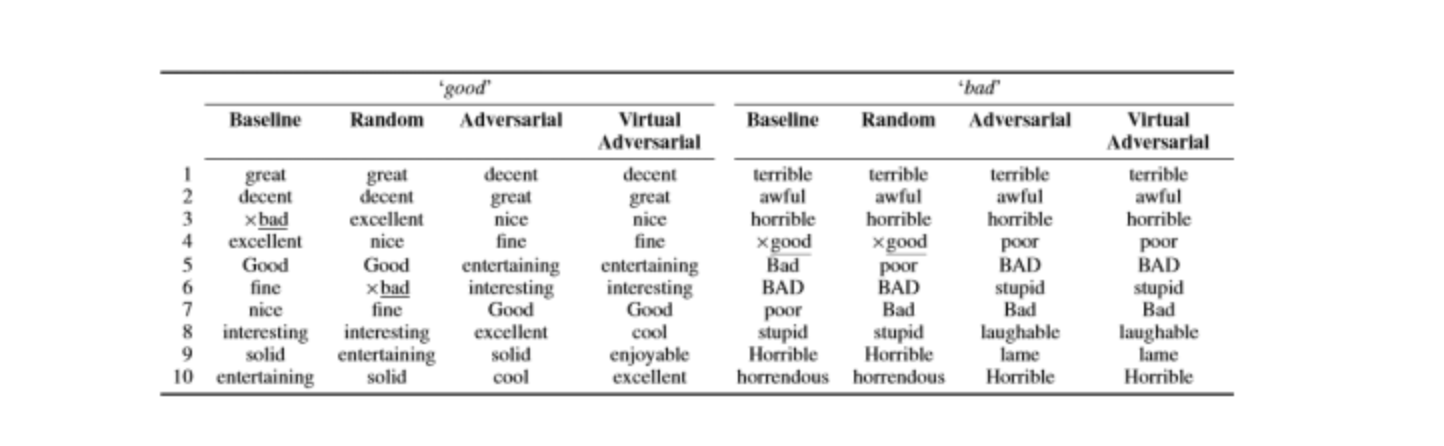 ‘good’ ‘bad’
Baseline Random Adversarial Virtual Adversarial Baseline Random Adversarial Virtual Adversarial
1 great great decent decent terrible terrible terrible terrible
2 decent decent great great awful awful awful awful
3 ×bad excellent nice nice horrible horrible horrible horrible
4 excellent nice fine fine ×good ×good poor poor
5 Good Good entertaining entertaining Bad poor BAD BAD
6 fine ×bad interesting interesting BAD BAD stupid stupid
7 nice fine Good Good poor Bad Bad Bad
8 interesting interesting excellent cool stupid stupid laughable laughable
9 solid entertaining solid enjoyable Horrible Horrible lame lame
10 entertaining solid cool excellent horrendous horrendous Horrible Horrible